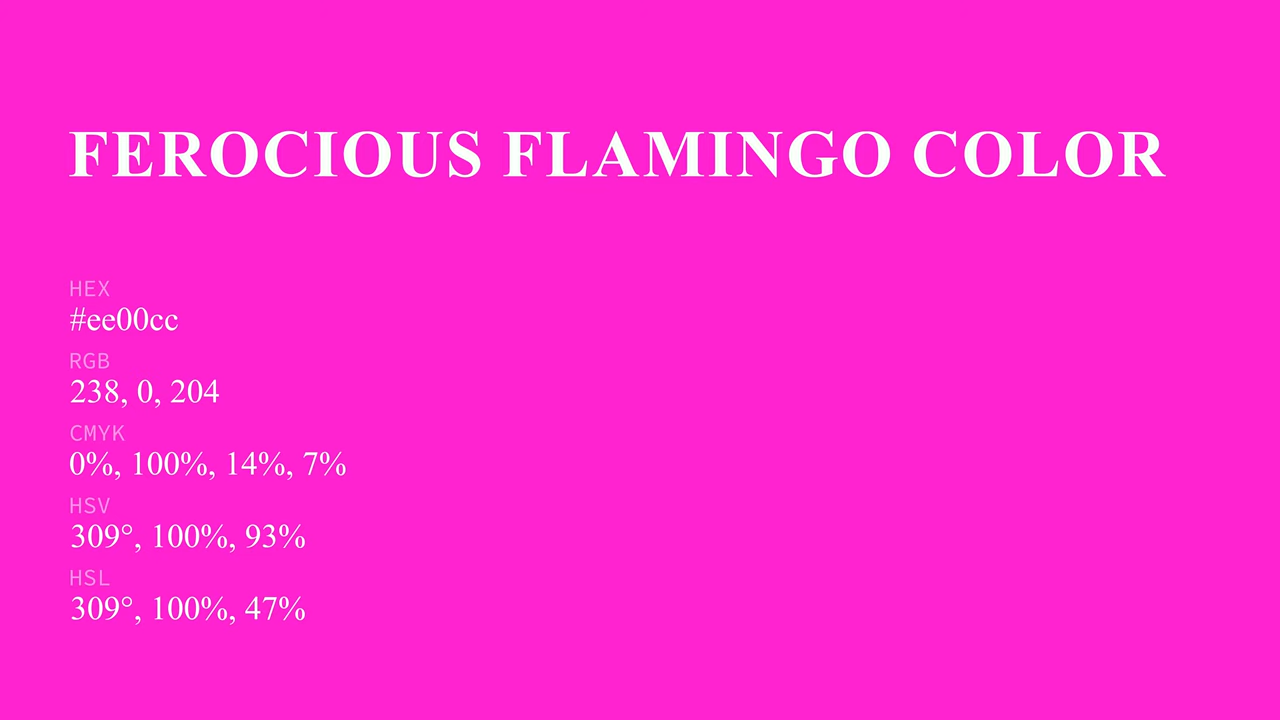 FEROCIOUS FLAMINGO COLOR
HEX
#ee00cc
RGB
238, 0, 204
CMYK
0%, 100%, 14%, 7%
HSV
309°, 100%, 93%
HSL
309°, 100%, 47%